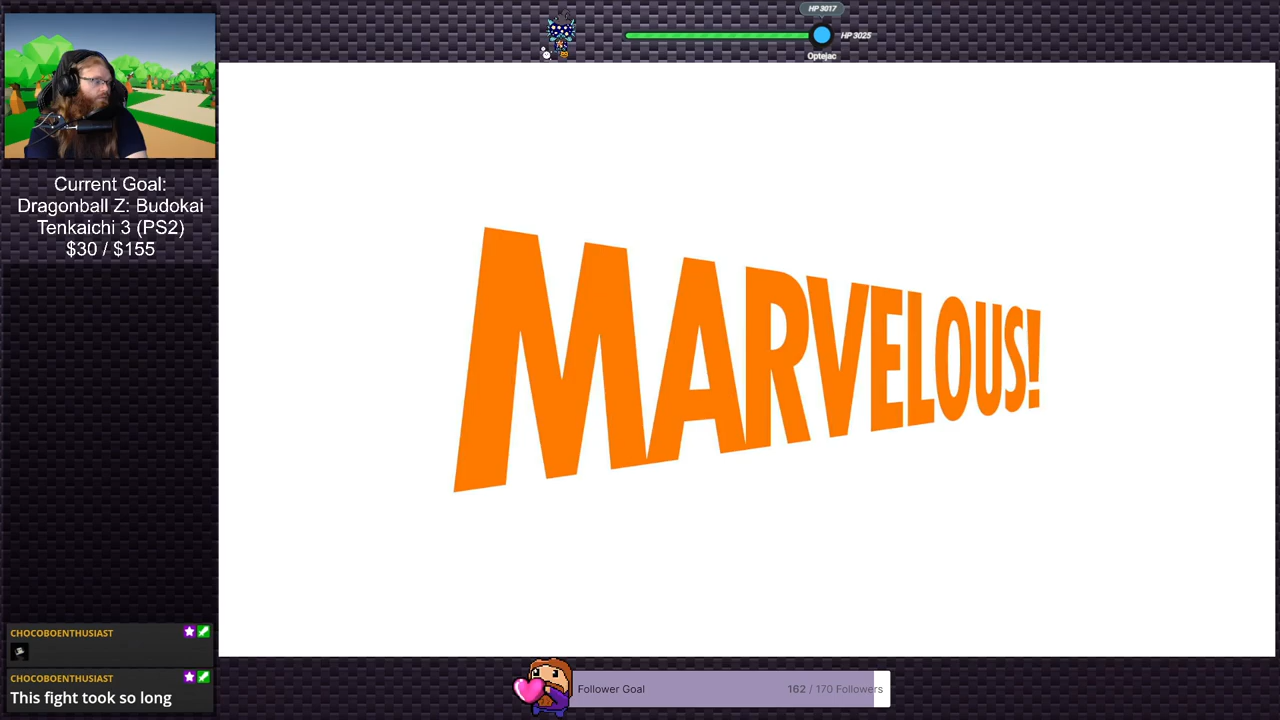 HP 3017
HP 3025
Optejac
Current Goal:
Dragonball Z: Budokai
Tenkaichi 3 (PS2)
$30 / $155
MARVELOUS!
CHOCOBOENTHUSIAST
CHOCOBOENTHUSIAST
This fight took so long
Follower Goal
162 / 170 Followers